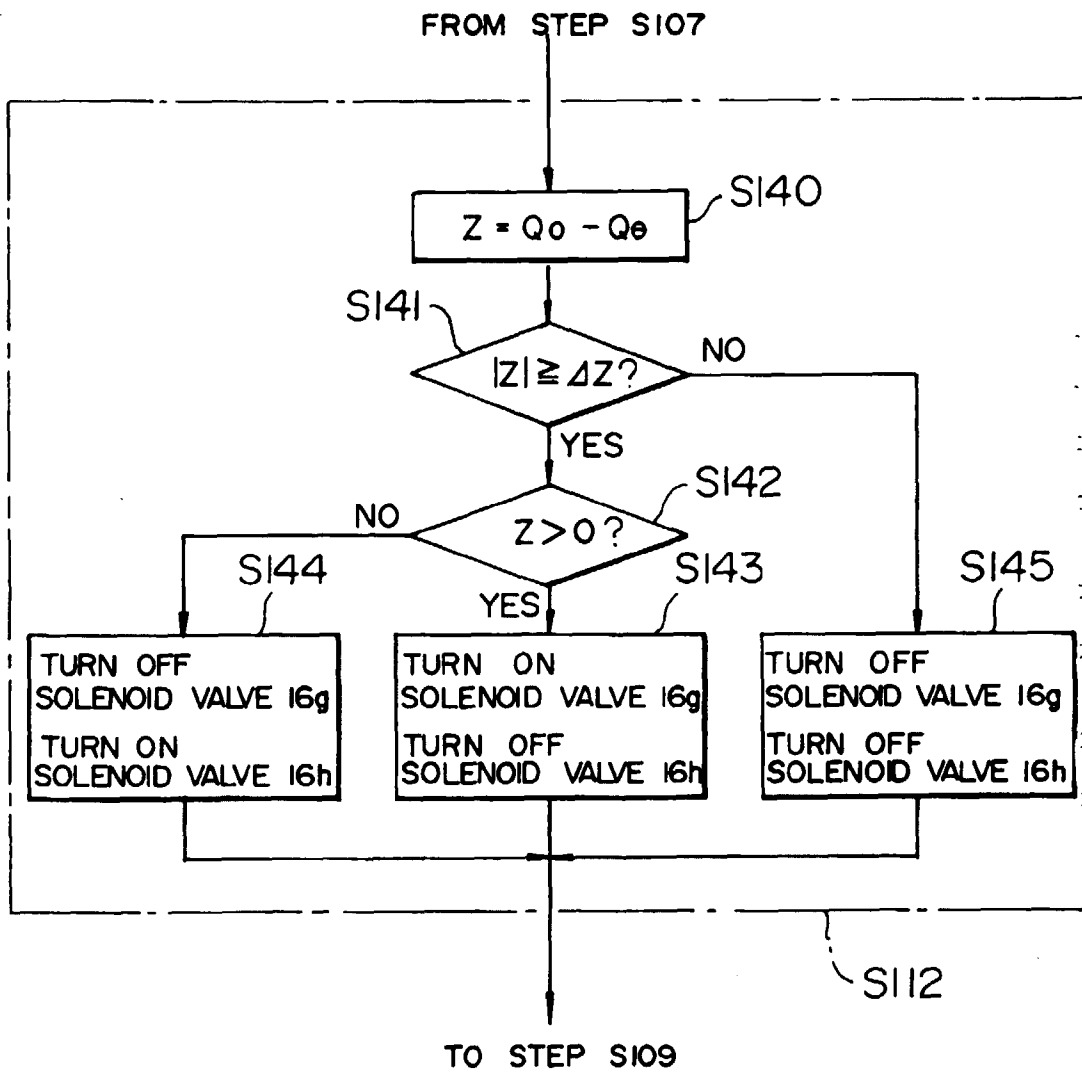 FROM STEP S107
S140
Z = Qo - Qθ
S141
|Z| ≧ ΔZ?
NO
YES
S142
Z > 0?
NO
S144
YES
S143
S145
TURN OFF
SOLENOID VALVE 16g
TURN ON
SOLENOID VALVE 16h
TURN ON
SOLENOID VALVE 16g
TURN OFF
SOLENOID VALVE 16h
TURN OFF
SOLENOID VALVE 16g
TURN OFF
SOLENOID VALVE 16h
S112
TO STEP S109